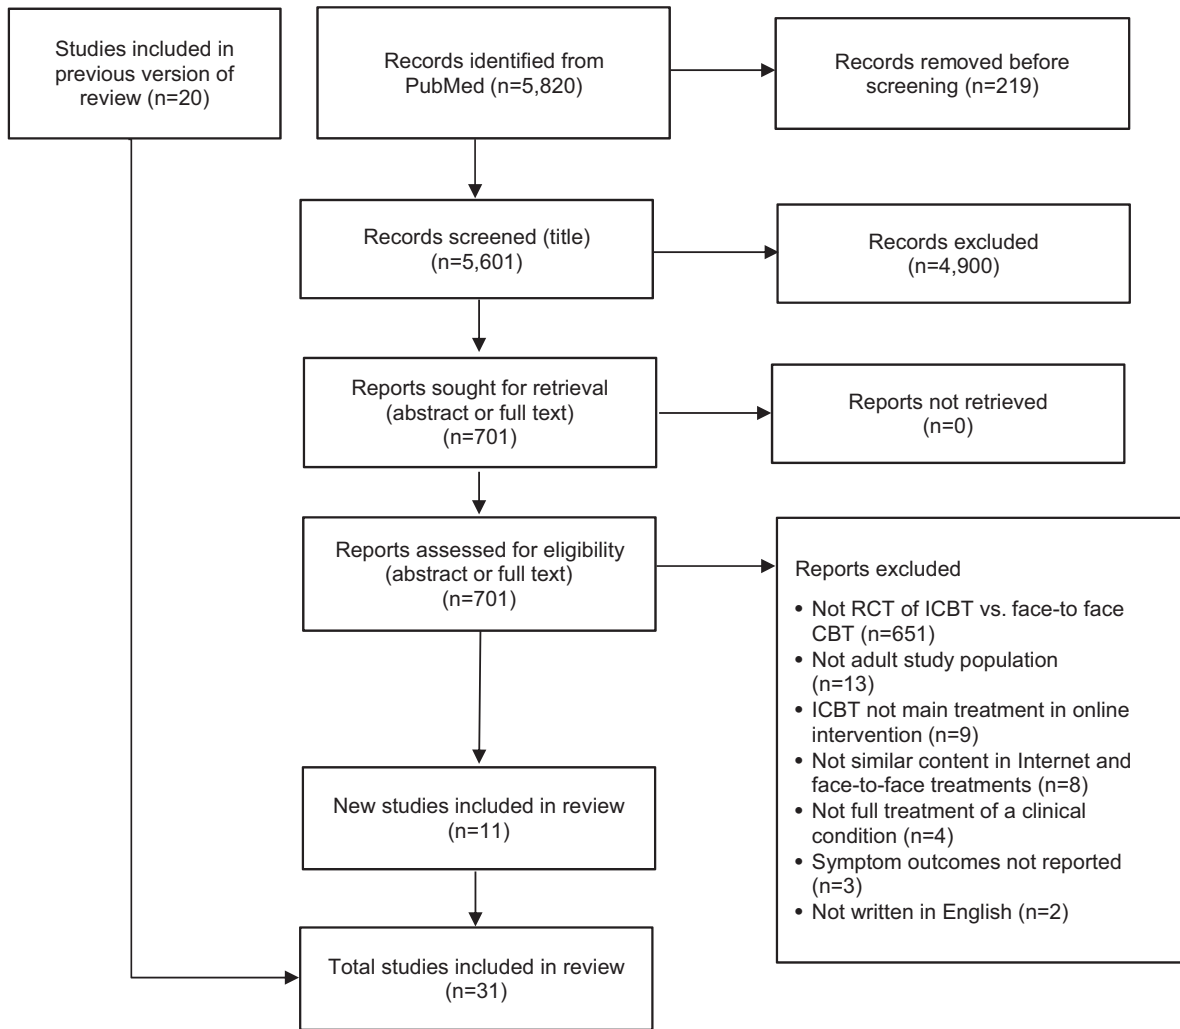 Studies included in
previous version of
review (n=20)
Records identified from
PubMed (n=5,820)
Records removed before
screening (n=219)
Records screened (title)
(n=5,601)
Records excluded
(n=4,900)
Reports sought for retrieval
(abstract or full text)
(n=701)
Reports not retrieved
(n=0)
Reports assessed for eligibility
(abstract or full text)
(n=701)
Reports excluded
• Not RCT of ICBT vs. face-to face
CBT (n=651)
• Not adult study population
(n=13)
• ICBT not main treatment in online
intervention (n=9)
• Not similar content in Internet and
face-to-face treatments (n=8)
• Not full treatment of a clinical
condition (n=4)
• Symptom outcomes not reported
(n=3)
• Not written in English (n=2)
New studies included in review
(n=11)
Total studies included in review
(n=31)